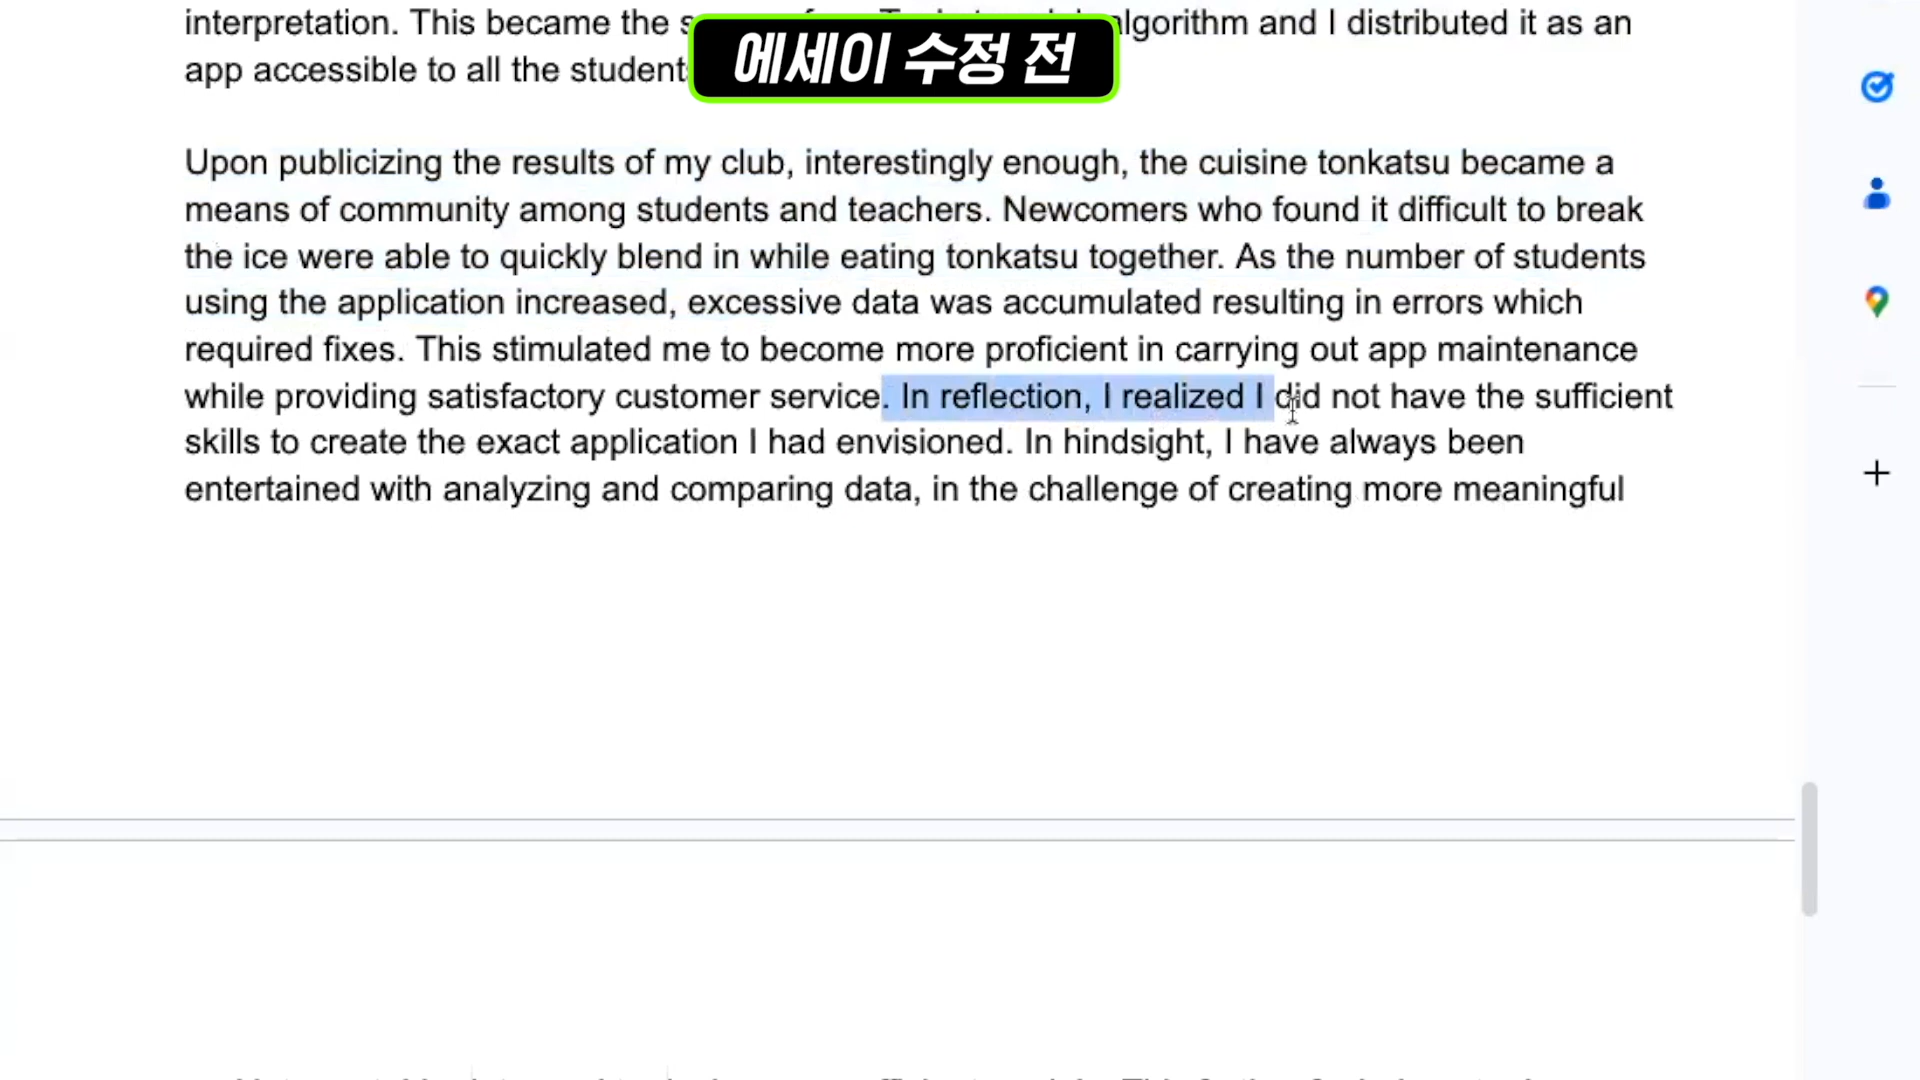 interpretation. This became the algorithm and I distributed it as an
에세이 수정 전
app accessible to all the student
Upon publicizing the results of my club, interestingly enough, the cuisine tonkatsu became a
means of community among students and teachers. Newcomers who found it difficult to break
the ice were able to quickly blend in while eating tonkatsu together. As the number of students
using the application increased, excessive data was accumulated resulting in errors which
required fixes. This stimulated me to become more proficient in carrying out app maintenance
while providing satisfactory customer service. In reflection, I realized I did not have the sufficient
skills to create the exact application I had envisioned. In hindsight, I have always been
entertained with analyzing and comparing data, in the challenge of creating more meaningful